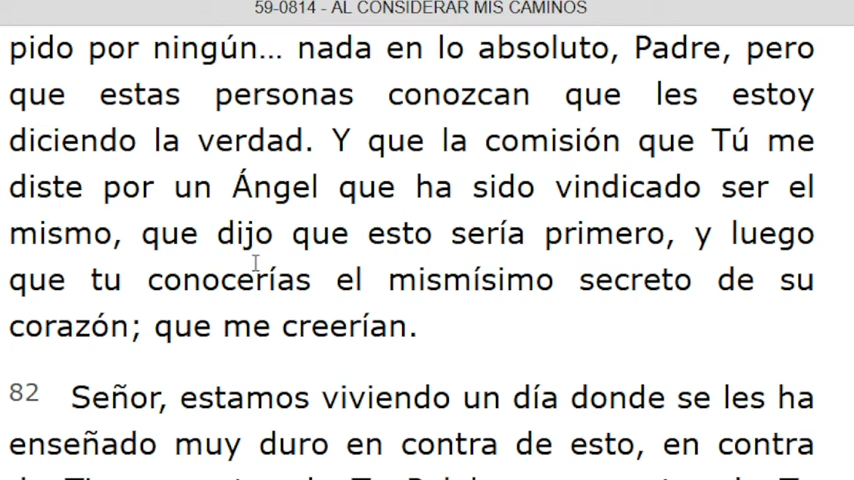 59-0814 - AL CONSIDERAR MIS CAMINOS
pido por ningún... nada en lo absoluto, Padre, pero
que estas personas conozcan que les estoy
diciendo la verdad. Y que la comisión que Tú me
diste por un Ángel que ha sido vindicado ser el
mismo, que dijo que esto sería primero, y luego
que tu conocerías el mismísimo secreto de su
corazón; que me creerían.
82 Señor, estamos viviendo un día donde se les ha
enseñado muy duro en contra de esto, en contra